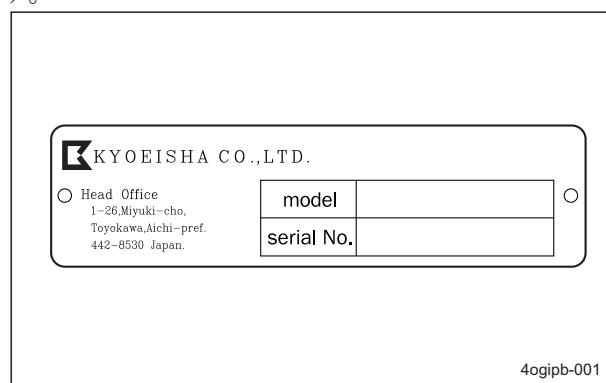 KYOEISHA CO.,LTD.
Head Office
1-26,Miyuki-cho,
Toyokawa,Aichi-pref.
442-8530 Japan.
model
serial No.
4ogipb-001